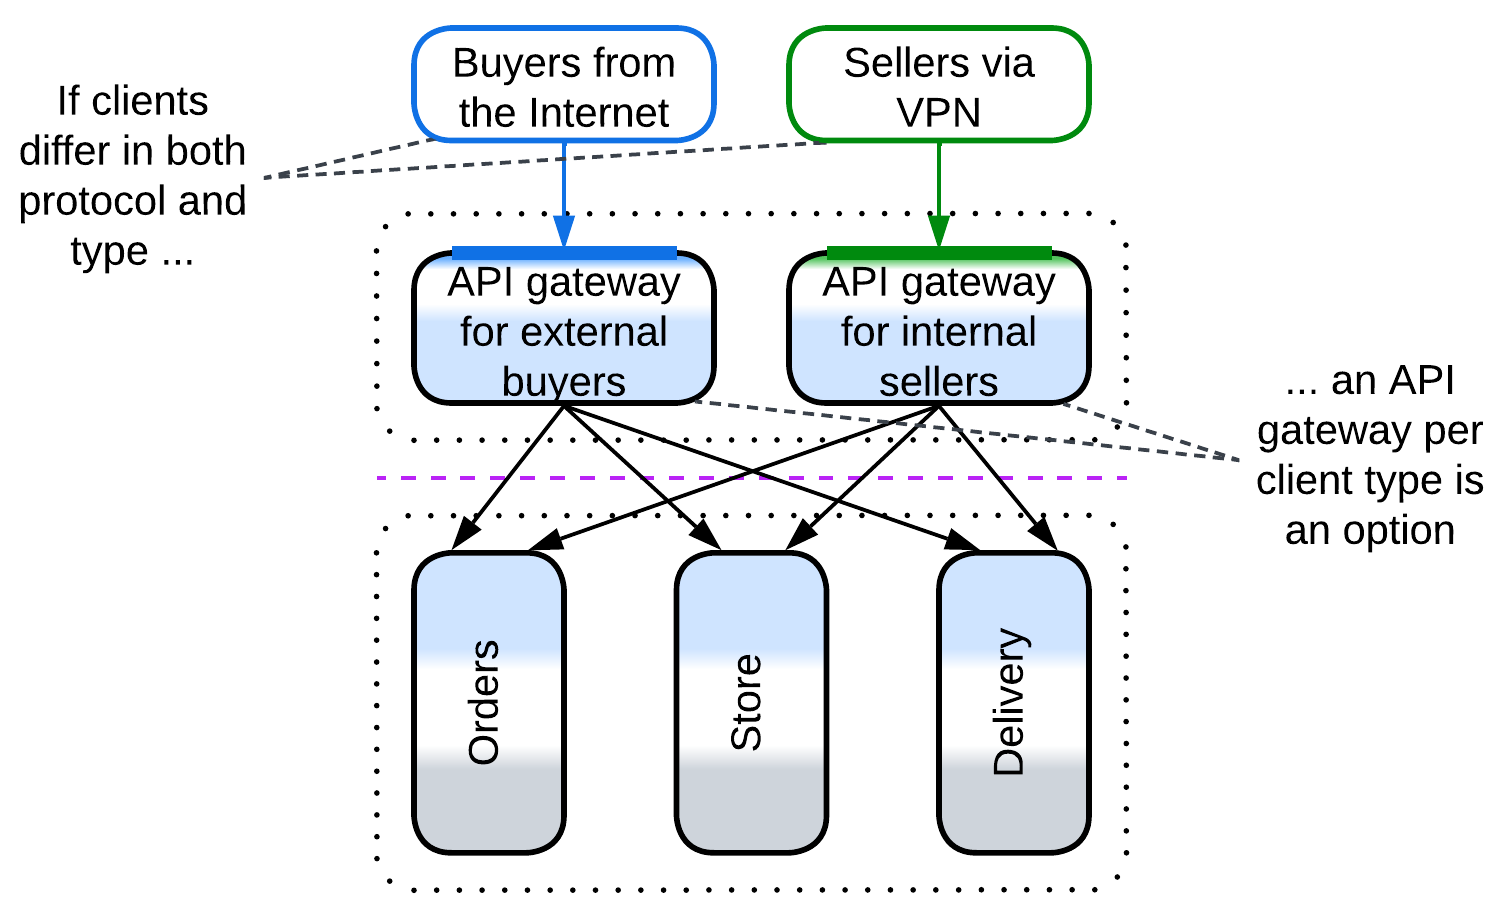 Buyers from
the Internet
Sellers via
VPN
If clients
differ in both
protocol and
type ...
API gateway
for external
buyers
API gateway
for internal
sellers
... an API
gateway per
client type is
an option
Orders
Store
Delivery